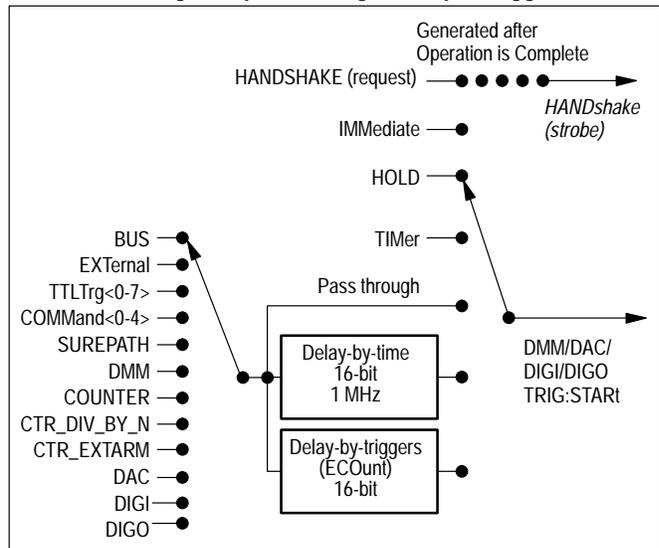 Generated after
Operation is Complete
HANDSHAKE (request)
HANDshake
(strobe)
IMMediate
HOLD
TIMer
Pass through
BUS
EXTernal
TTLTrg<0-7>
COMMand<0-4>
SUREPATH
DMM
COUNTER
CTR_DIV_BY_N
CTR_EXTARM
DAC
DIGI
DIGO
Delay-by-time
16-bit
1 MHz
Delay-by-triggers
(ECOunt)
16-bit
DMM/DAC/
DIGI/DIGO
TRIG:STARt